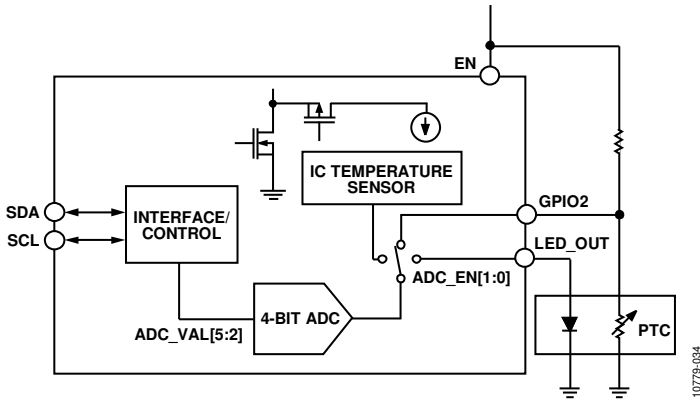 EN
IC TEMPERATURE
SENSOR
SDA
SCL
INTERFACE/
CONTROL
GPIO2
LED_OUT
ADC_EN[1:0]
4-BIT ADC
ADC_VAL[5:2]
PTC
10779-034